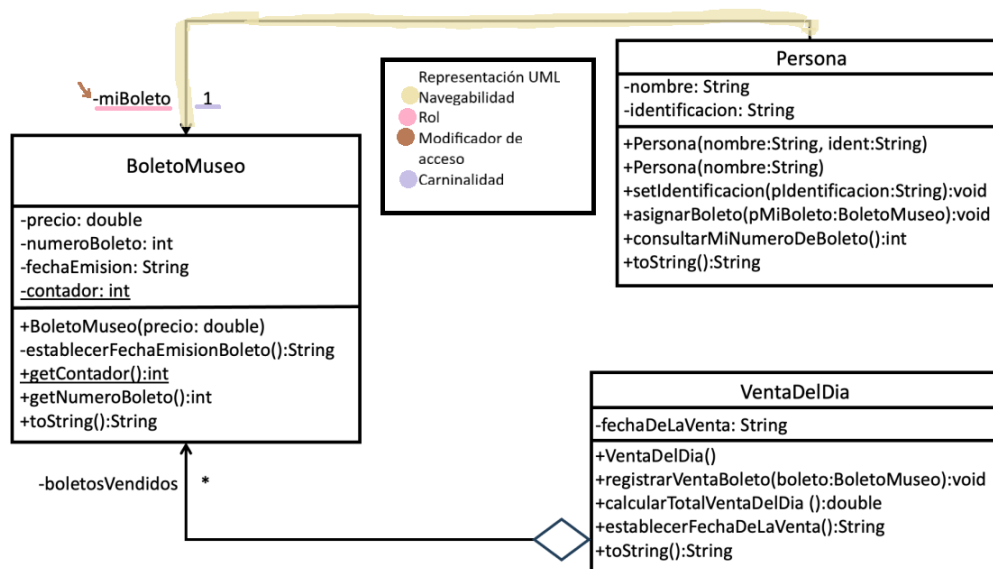 -miBoleto
1
Representación UML
Navegabilidad
Rol
Modificador de
acceso
Carninalidad
Persona
-nombre: String
-identificacion: String
+Persona(nombre:String, ident:String)
+Persona(nombre:String)
+setIdentificacion(pIdentificacion:String):void
+asignarBoleto(pMiBoleto:BoletoMuseo):void
+consultarMiNumeroDeBoleto():int
+toString():String
BoletoMuseo
-precio: double
-numeroBoleto: int
-fechaEmision: String
-contador: int
+BoletoMuseo(precio: double)
-establecerFechaEmisionBoleto():String
+getContador():int
+getNumeroBoleto():int
+toString():String
-boletosVendidos
*
VentaDelDia
-fechaDeLaVenta: String
+VentaDelDia()
+registrarVentaBoleto(boleto:BoletoMuseo):void
+calcularTotalVentaDelDia ():double
+establecerFechaDeLaVenta():String
+toString():String